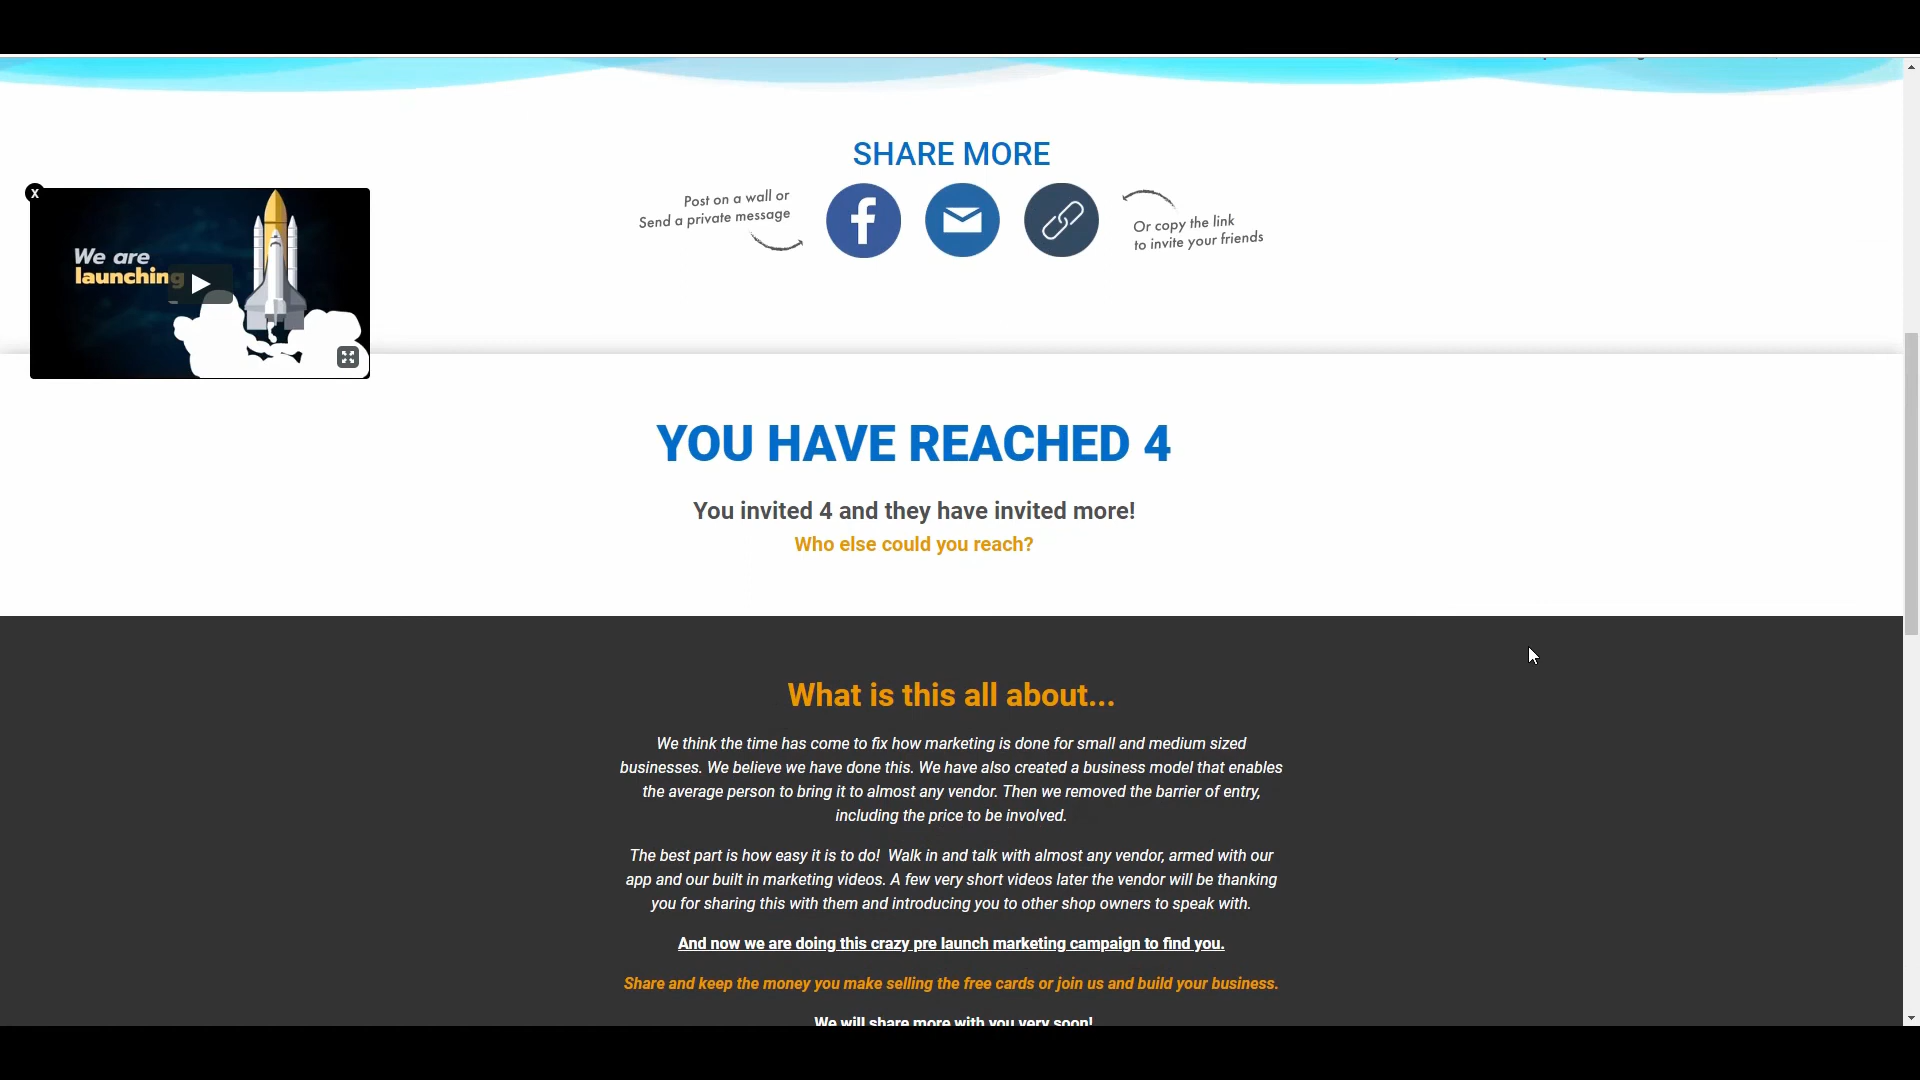 SHARE MORE
Post on a wall or
Send a private message
Or copy the link
to invite your friends
X
We are
launching
YOU HAVE REACHED 4
You invited 4 and they have invited more!
Who else could you reach?
What is this all about...
We think the time has come to fix how marketing is done for small and medium sized
businesses. We believe we have done this. We have also created a business model that enables
the average person to bring it to almost any vendor. Then we removed the barrier of entry,
including the price to be involved.
The best part is how easy it is to do!  Walk in and talk with almost any vendor, armed with our
app and our built in marketing videos. A few very short videos later the vendor will be thanking
you for sharing this with them and introducing you to other shop owners to speak with.
And now we are doing this crazy pre launch marketing campaign to find you.
Share and keep the money you make selling the free cards or join us and build your business.
We will share more with you very soon!